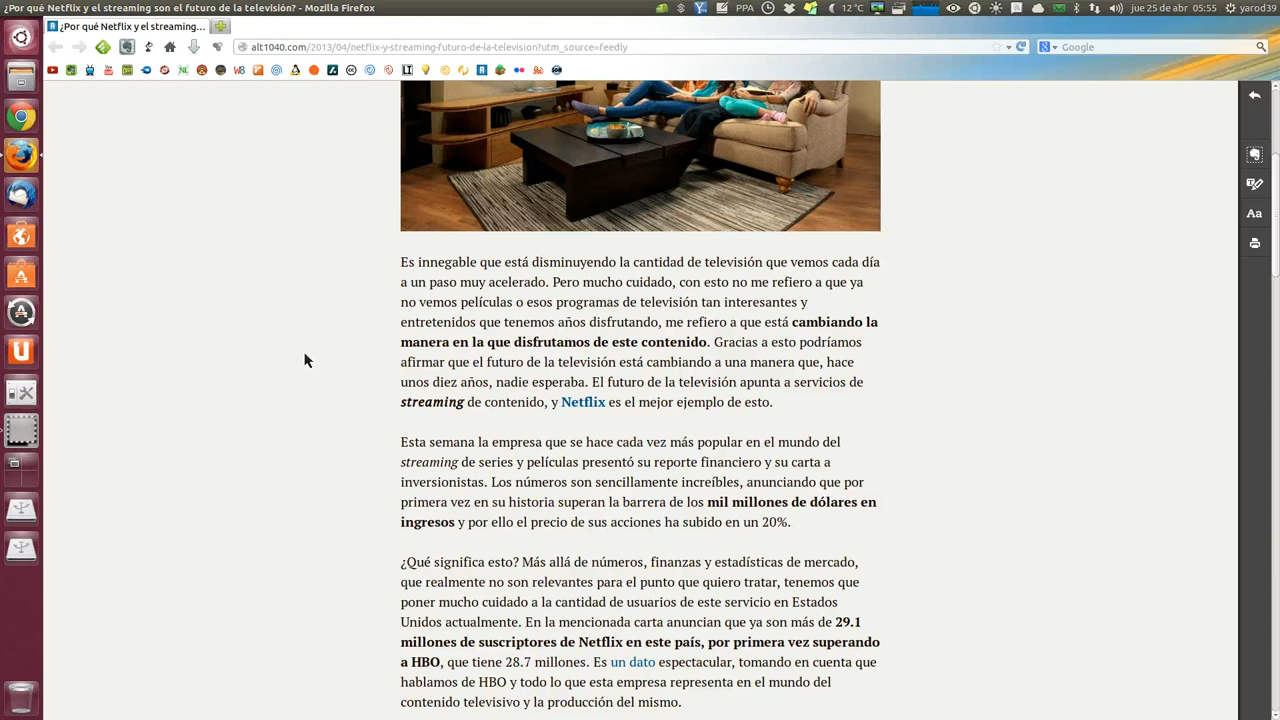 ¿Por qué Netflix y el streaming son el futuro de la televisión? - Mozilla Firefox
PPA
12°C
jue 25 de abr
05:55
yarod39
¿Por qué Netflix y el streaming...
alt1040.com/2013/04/netflix-y-streaming-futuro-de-la-television?utm_source=feedly
Google
Es innegable que está disminuyendo la cantidad de televisión que vemos cada día
a un paso muy acelerado. Pero mucho cuidado, con esto no me refiero a que ya
no vemos películas o esos programas de televisión tan interesantes y
entretenidos que tenemos años disfrutando, me refiero a que está cambiando la
manera en la que disfrutamos de este contenido. Gracias a esto podríamos
afirmar que el futuro de la televisión está cambiando a una manera que, hace
unos diez años, nadie esperaba. El futuro de la televisión apunta a servicios de
streaming de contenido, y Netflix es el mejor ejemplo de esto.
Esta semana la empresa que se hace cada vez más popular en el mundo del
streaming de series y películas presentó su reporte financiero y su carta a
inversionistas. Los números son sencillamente increíbles, anunciando que por
primera vez en su historia superan la barrera de los mil millones de dólares en
ingresos y por ello el precio de sus acciones ha subido en un 20%.
¿Qué significa esto? Más allá de números, finanzas y estadísticas de mercado,
que realmente no son relevantes para el punto que quiero tratar, tenemos que
poner mucho cuidado a la cantidad de usuarios de este servicio en Estados
Unidos actualmente. En la mencionada carta anuncian que ya son más de 29.1
millones de suscriptores de Netflix en este país, por primera vez superando
a HBO, que tiene 28.7 millones. Es un dato espectacular, tomando en cuenta que
hablamos de HBO y todo lo que esta empresa representa en el mundo del
contenido televisivo y la producción del mismo.
Aa